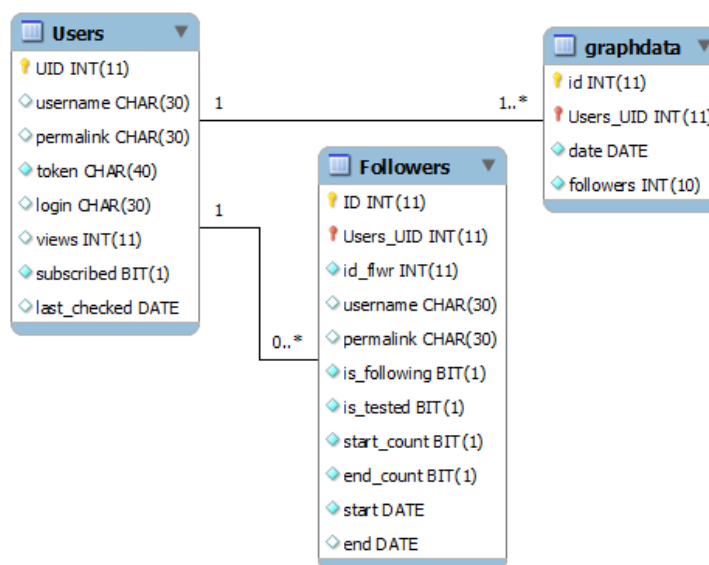 Users
UID INT(11)
username CHAR(30)
permalink CHAR(30)
token CHAR(40)
login CHAR(30)
views INT(11)
subscribed BIT(1)
last_checked DATE
1
1..*
graphdata
id INT(11)
Users_UID INT(11)
date DATE
followers INT(10)
1
0..*
Followers
ID INT(11)
Users_UID INT(11)
id_flwr INT(11)
username CHAR(30)
permalink CHAR(30)
is_following BIT(1)
is_tested BIT(1)
start_count BIT(1)
end_count BIT(1)
start DATE
end DATE